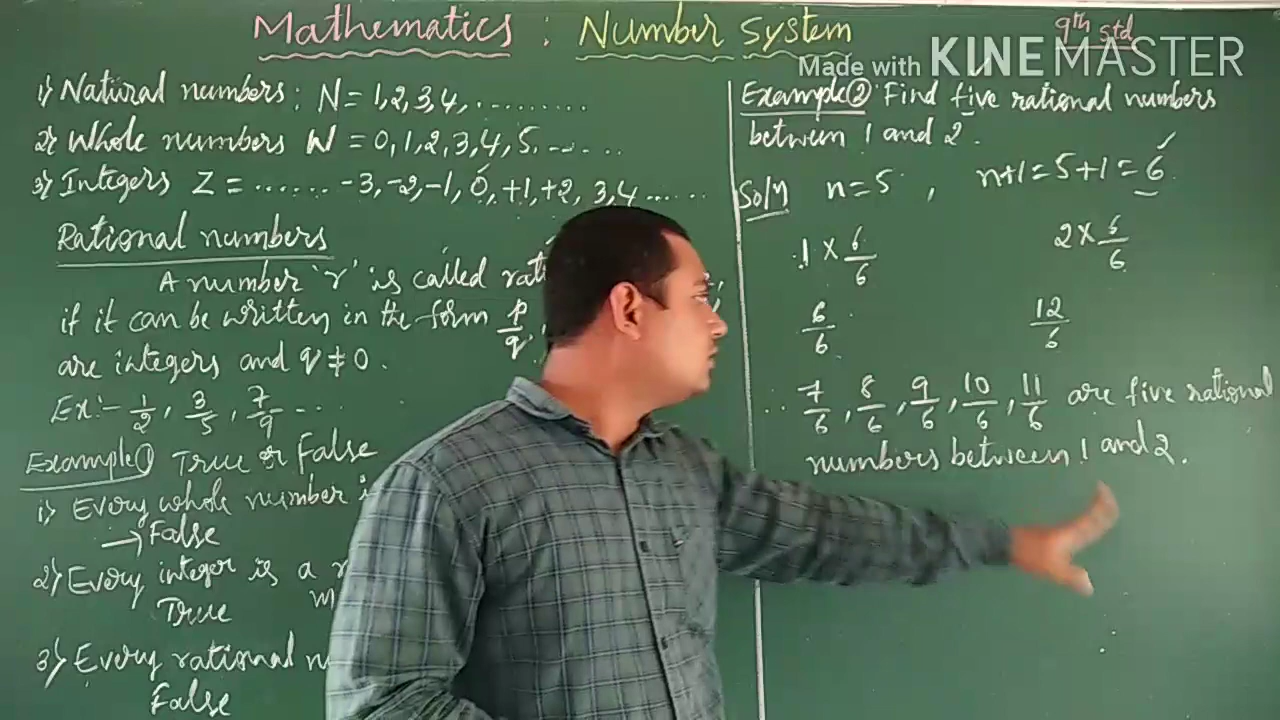 Mathematics : Number System
9th std
Made with KINEMASTER
1) Natural numbers : N = 1, 2, 3, 4, ..........
2) Whole numbers W = 0, 1, 2, 3, 4, 5, ......
3) Integers Z = ...... -3, -2, -1, 0, +1, +2, 3, 4 ......
Rational numbers
A number 'r' is called
if it can be written in the form p/q,
are integers and q ≠ 0.
Ex:- 1/2, 3/5, 7/9 ...
Example 1) True or False
i) Every whole number
→ False
2) Every integer is a
True
3) Every rational
False
Example 2) Find five rational numbers
between 1 and 2.
Sol^n n = 5 , n+1 = 5+1 = 6
1 × 6/6 2 × 6/6
6/6 12/6
∴ 7/6, 8/6, 9/6, 10/6, 11/6 are five rational
numbers between 1 and 2.